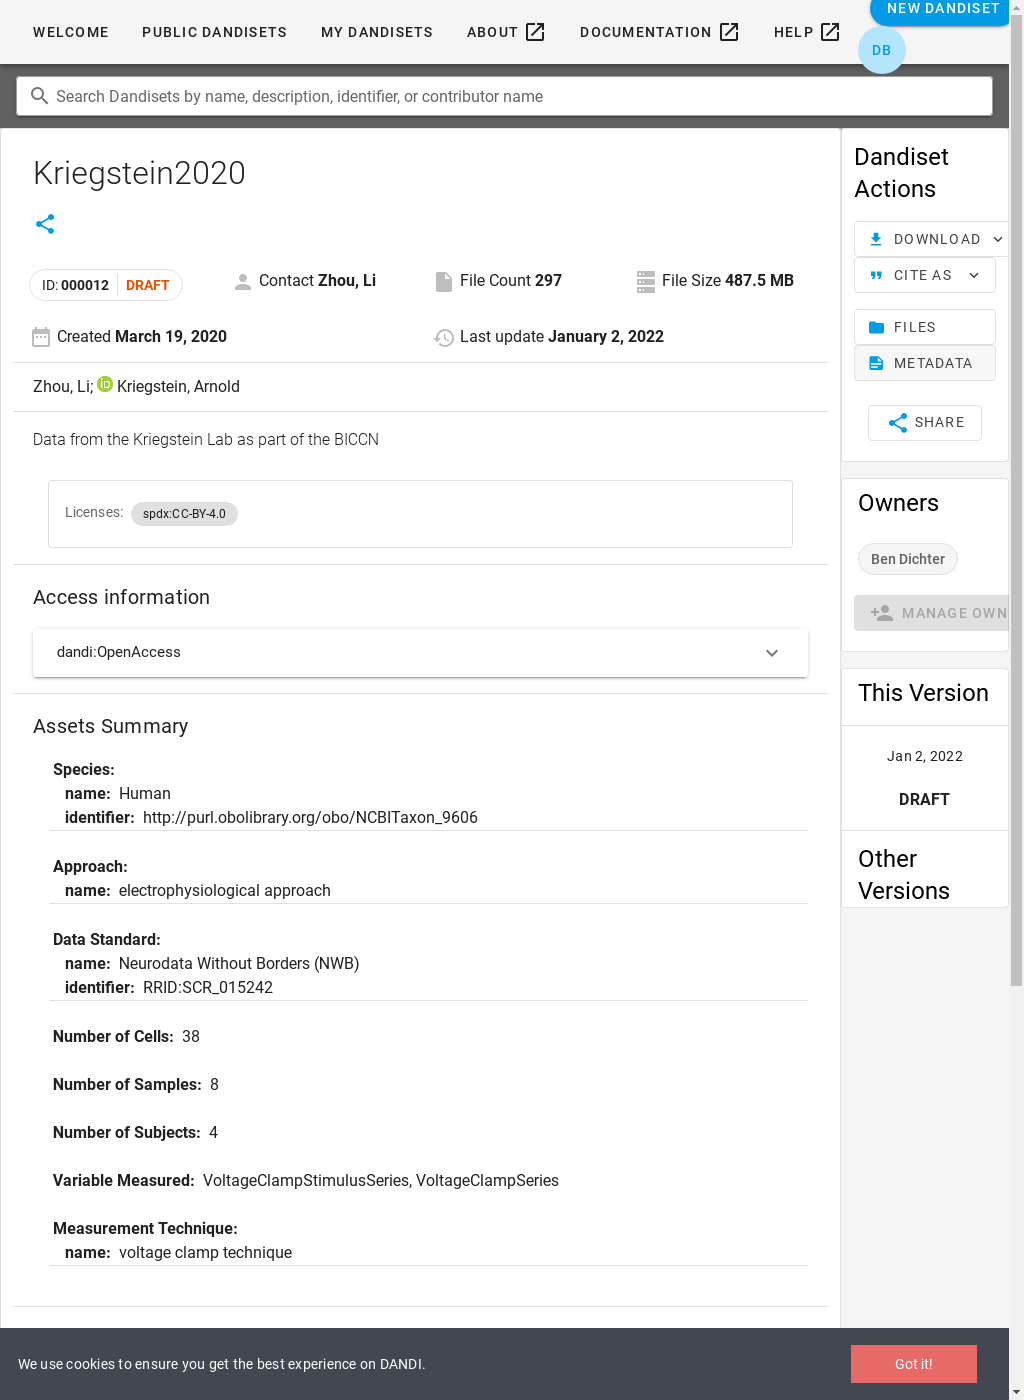 WELCOME PUBLIC DANDISETS MY DANDISETS ABOUT DOCUMENTATION HELP NEW DANDISET
DB
Search Dandisets by name, description, identifier, or contributor name
Kriegstein2020
ID: 000012 DRAFT Contact Zhou, Li File Count 297 File Size 487.5 MB
Created March 19, 2020 Last update January 2, 2022
Zhou, Li; iD Kriegstein, Arnold
Data from the Kriegstein Lab as part of the BICCN
Licenses: spdx:CC-BY-4.0
Access information
dandi:OpenAccess
Assets Summary
Species:
name: Human
identifier: http://purl.obolibrary.org/obo/NCBITaxon_9606
Approach:
name: electrophysiological approach
Data Standard:
name: Neurodata Without Borders (NWB)
identifier: RRID:SCR_015242
Number of Cells: 38
Number of Samples: 8
Number of Subjects: 4
Variable Measured: VoltageClampStimulusSeries, VoltageClampSeries
Measurement Technique:
name: voltage clamp technique
Dandiset
Actions
DOWNLOAD
CITE AS
FILES
METADATA
SHARE
Owners
Ben Dichter
MANAGE OWN
This Version
Jan 2, 2022
DRAFT
Other
Versions
We use cookies to ensure you get the best experience on DANDI.
Got it!